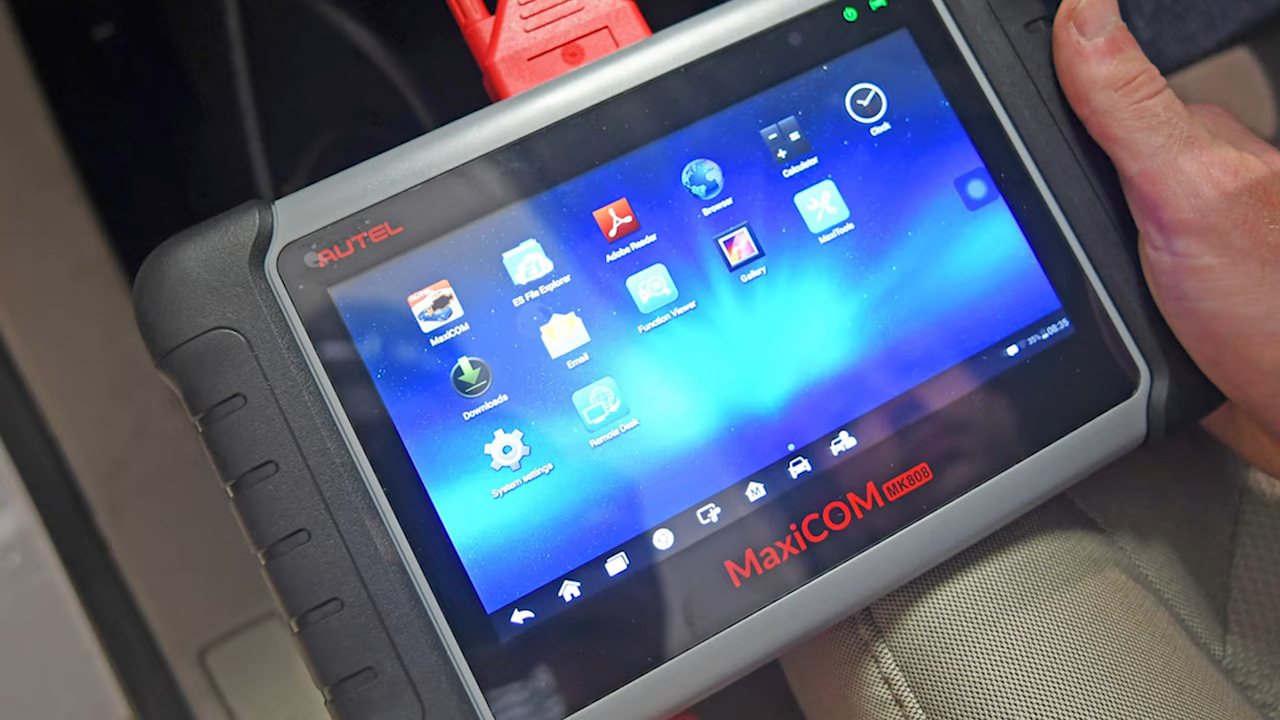 AUTEL
MaxiCOM
ES File Explorer
Adobe Reader
Browser
Calculator
Clock
Downloads
Email
Function Viewer
Gallery
MaxiTools
System settings
Remote Desk
08:35
M
MaxiCOM MK808